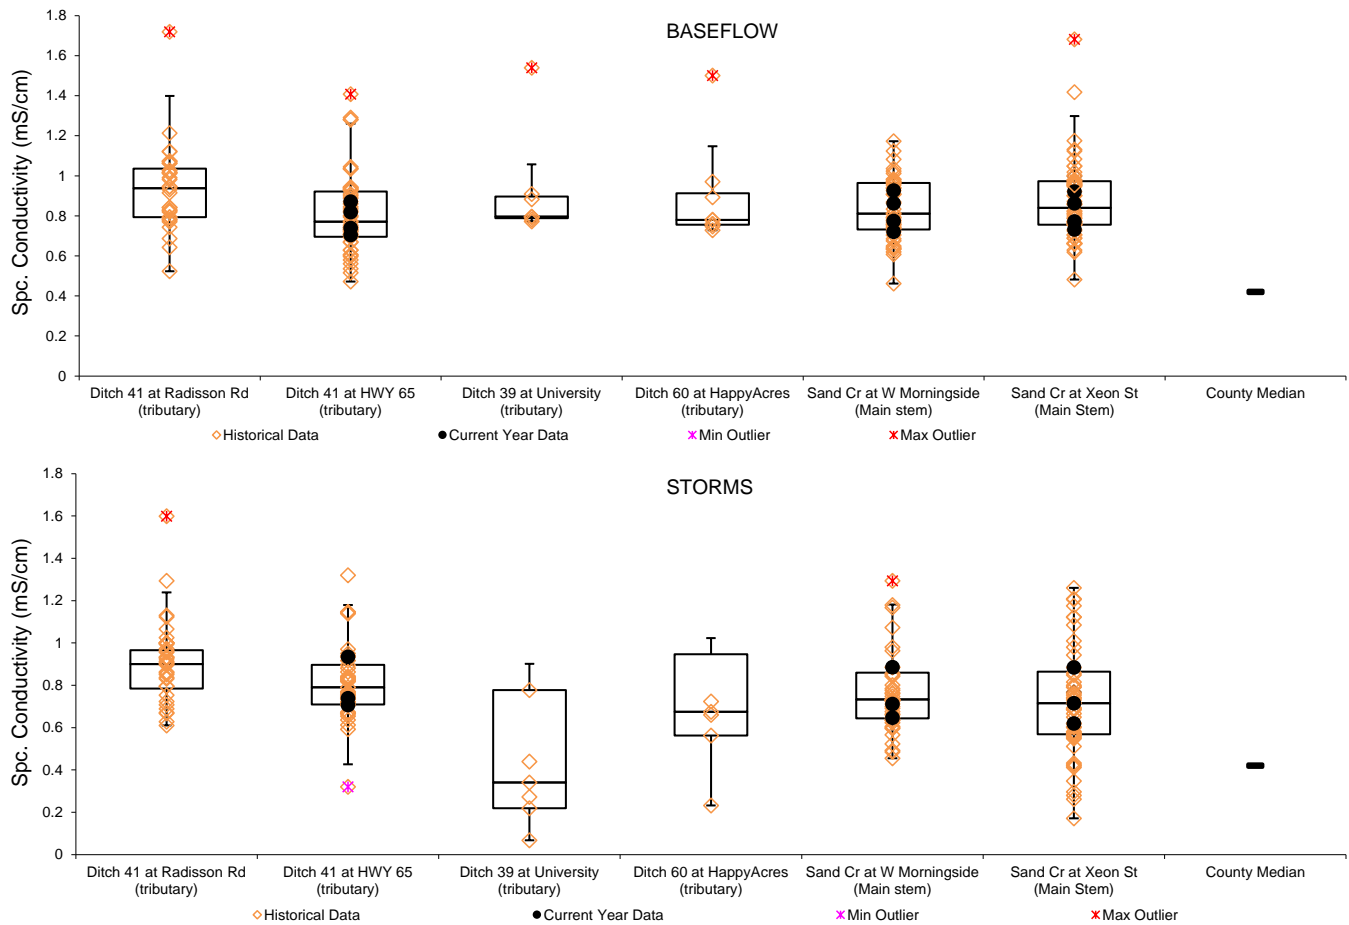 BASEFLOW
Spc. Conductivity (mS/cm)
1.8
1.6
1.4
1.2
1
0.8
0.6
0.4
0.2
0
Ditch 41 at Radisson Rd (tributary)
Ditch 41 at HWY 65 (tributary)
Ditch 39 at University (tributary)
Ditch 60 at HappyAcres (tributary)
Sand Cr at W Morningside (Main stem)
Sand Cr at Xeon St (Main Stem)
County Median
Historical Data
Current Year Data
Min Outlier
Max Outlier
STORMS
Spc. Conductivity (mS/cm)
1.8
1.6
1.4
1.2
1
0.8
0.6
0.4
0.2
0
Ditch 41 at Radisson Rd (tributary)
Ditch 41 at HWY 65 (tributary)
Ditch 39 at University (tributary)
Ditch 60 at HappyAcres (tributary)
Sand Cr at W Morningside (Main stem)
Sand Cr at Xeon St (Main Stem)
County Median
Historical Data
Current Year Data
Min Outlier
Max Outlier